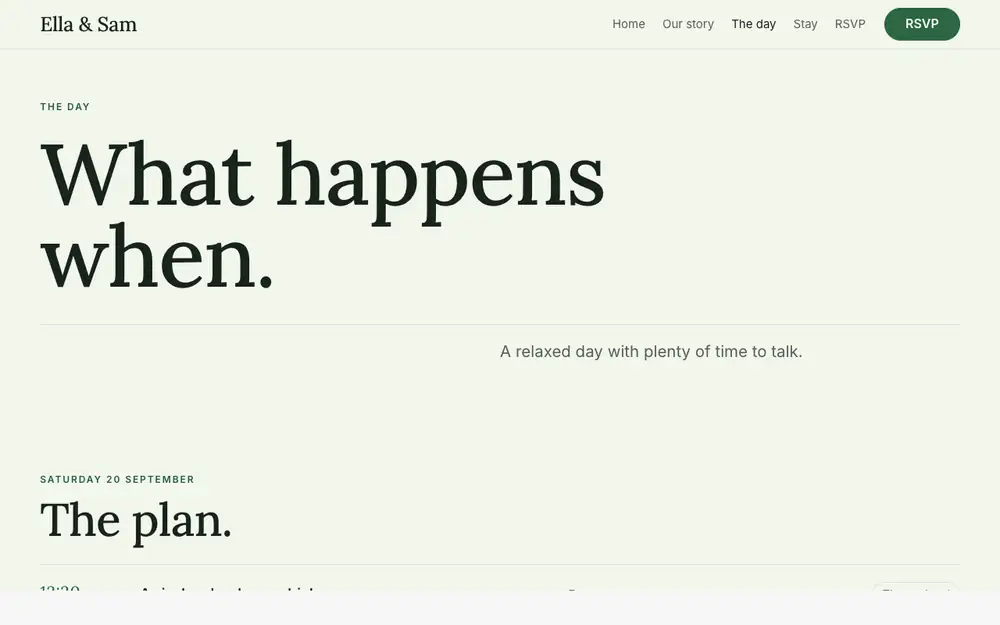 Ella & Sam
Home Our story The day Stay RSVP RSVP
THE DAY
What happens
when.
A relaxed day with plenty of time to talk.
SATURDAY 20 SEPTEMBER
The plan.